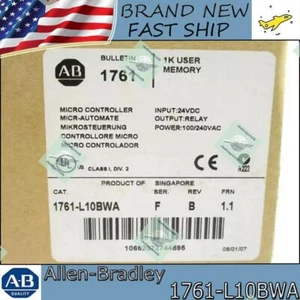 BRAND NEW
FAST SHIP
AB
BULLETIN
1761
1K USER
MEMORY
MICRO CONTROLLER
MICR-AUTOMATE
MIKROSTEUERUNG
CONTROLLORE MICRO
MICRO CONTROLADOR
INPUT:24VDC
OUTPUT:RELAY
POWER:100/240VAC
CLASS I, DIV. 2
PRODUCT OF SINGAPORE
CAT. SER. REV. FRN
1761-L10BWA F B 1.1
08/01/07
AB Allen-Bradley
1761-L10BWA